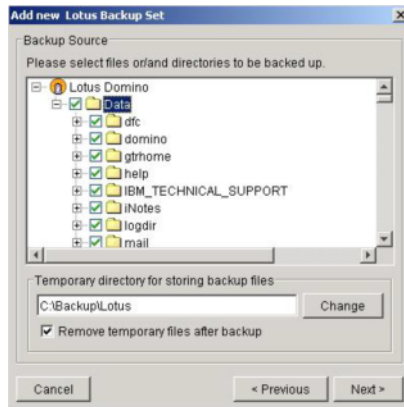 Add new Lotus Backup Set
Backup Source
Please select files or/and directories to be backed up.
Lotus Domino
Data
dfc
domino
gtrhome
help
IBM_TECHNICAL_SUPPORT
iNotes
logdir
mail
Temporary directory for storing backup files
C:\Backup\Lotus
Change
Remove temporary files after backup
Cancel
< Previous
Next >